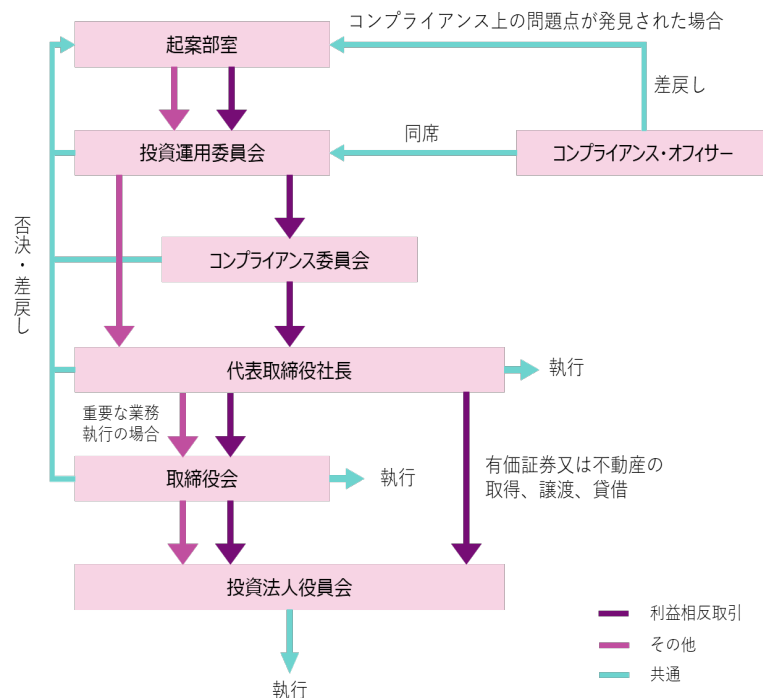 コンプライアンス上の問題点が発見された場合
起案部室
差戻し
投資運用委員会
同席
コンプライアンス・オフィサー
否決・差戻し
コンプライアンス委員会
代表取締役社長
執行
重要な業務
執行の場合
取締役会
執行
有価証券又は不動産の
取得、譲渡、貸借
投資法人役員会
執行
利益相反取引
その他
共通